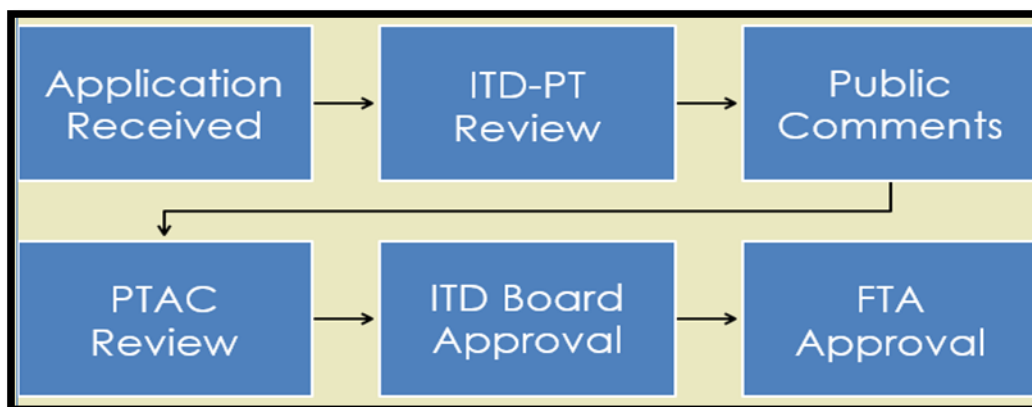 Application
Received
ITD-PT
Review
Public
Comments
PTAC
Review
ITD Board
Approval
FTA
Approval